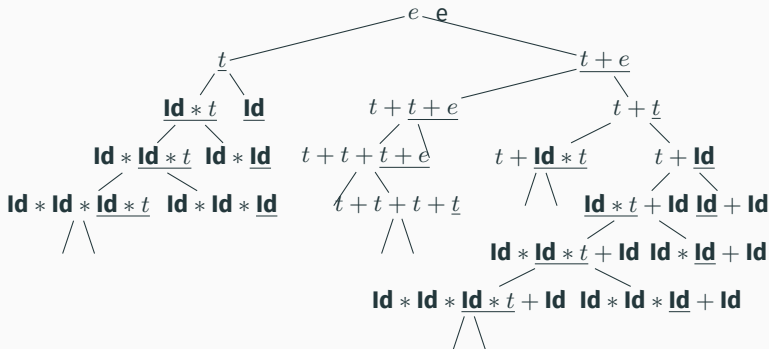 e e
t t + e
Id ∗ t Id t + t + e t + t
Id ∗ Id ∗ t Id ∗ Id t + t + t + e t + Id ∗ t t + Id
Id ∗ Id ∗ Id ∗ t Id ∗ Id ∗ Id t + t + t + t Id ∗ t + Id Id + Id
Id ∗ Id ∗ t + Id Id ∗ Id + Id
Id ∗ Id ∗ Id ∗ t + Id Id ∗ Id ∗ Id + Id